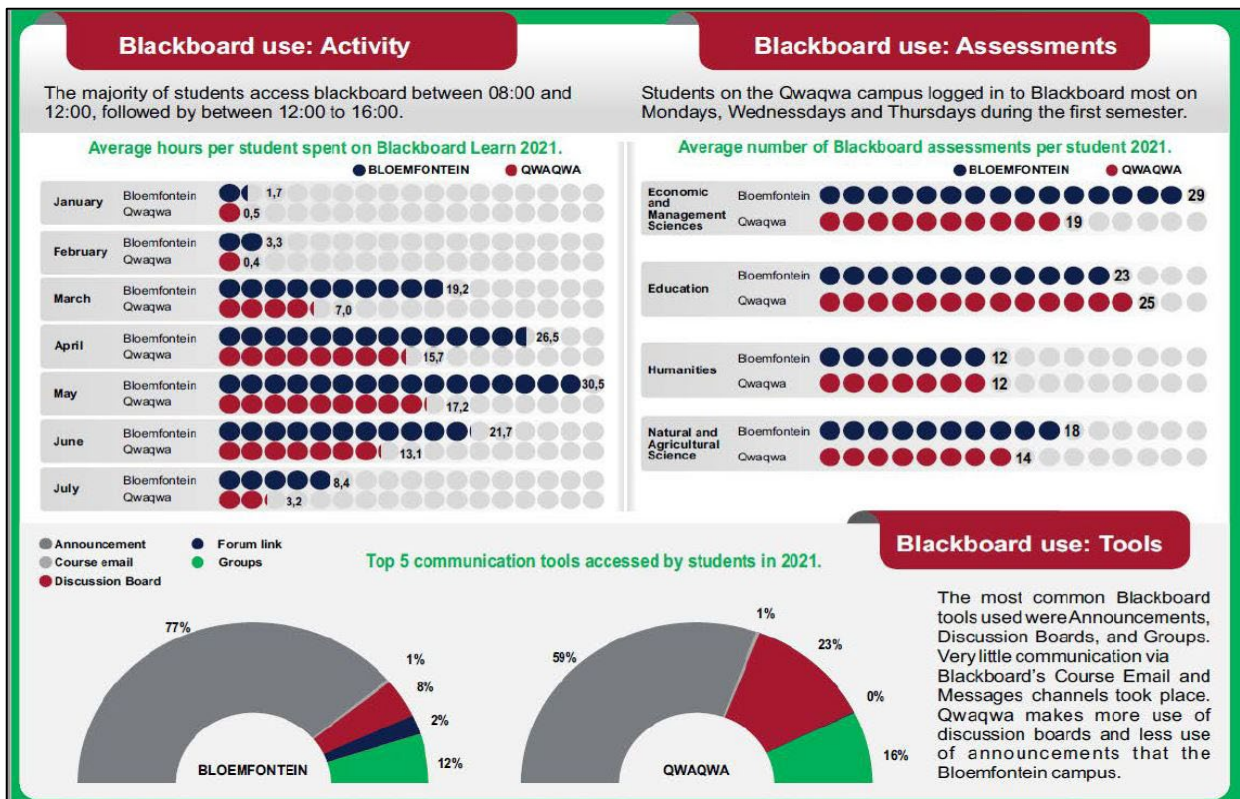 Blackboard use: Activity
The majority of students access blackboard between 08:00 and
12:00, followed by between 12:00 to 16:00.
Average hours per student spent on Blackboard Learn 2021.
BLOEMFONTEIN QWAQWA
January Bloemfontein 1,7
Qwaqwa 0,5
February Bloemfontein 3,3
Qwaqwa 0,4
March Bloemfontein 19,2
Qwaqwa 7,0
April Bloemfontein 26,5
Qwaqwa 15,7
May Bloemfontein 30,5
Qwaqwa 17,2
June Bloemfontein 21,7
Qwaqwa 13,1
July Bloemfontein 8,4
Qwaqwa 3,2
Blackboard use: Assessments
Students on the Qwaqwa campus logged in to Blackboard most on
Mondays, Wednessdays and Thursdays during the first semester.
Average number of Blackboard assessments per student 2021.
BLOEMFONTEIN QWAQWA
Economic
and
Management
Sciences
Bloemfontein 29
Qwaqwa 19
Education
Bloemfontein 23
Qwaqwa 25
Humanities
Bloemfontein 12
Qwaqwa 12
Natural and
Agricultural
Science
Bloemfontein 18
Qwaqwa 14
Announcement Forum link
Course email Groups
Discussion Board
Top 5 communication tools accessed by students in 2021.
77%
1%
8%
2%
12%
BLOEMFONTEIN
59%
1%
23%
0%
16%
QWAQWA
Blackboard use: Tools
The most common Blackboard
tools used were Announcements,
Discussion Boards, and Groups.
Very little communication via
Blackboard's Course Email and
Messages channels took place.
Qwaqwa makes more use of
discussion boards and less use
of announcements that the
Bloemfontein campus.